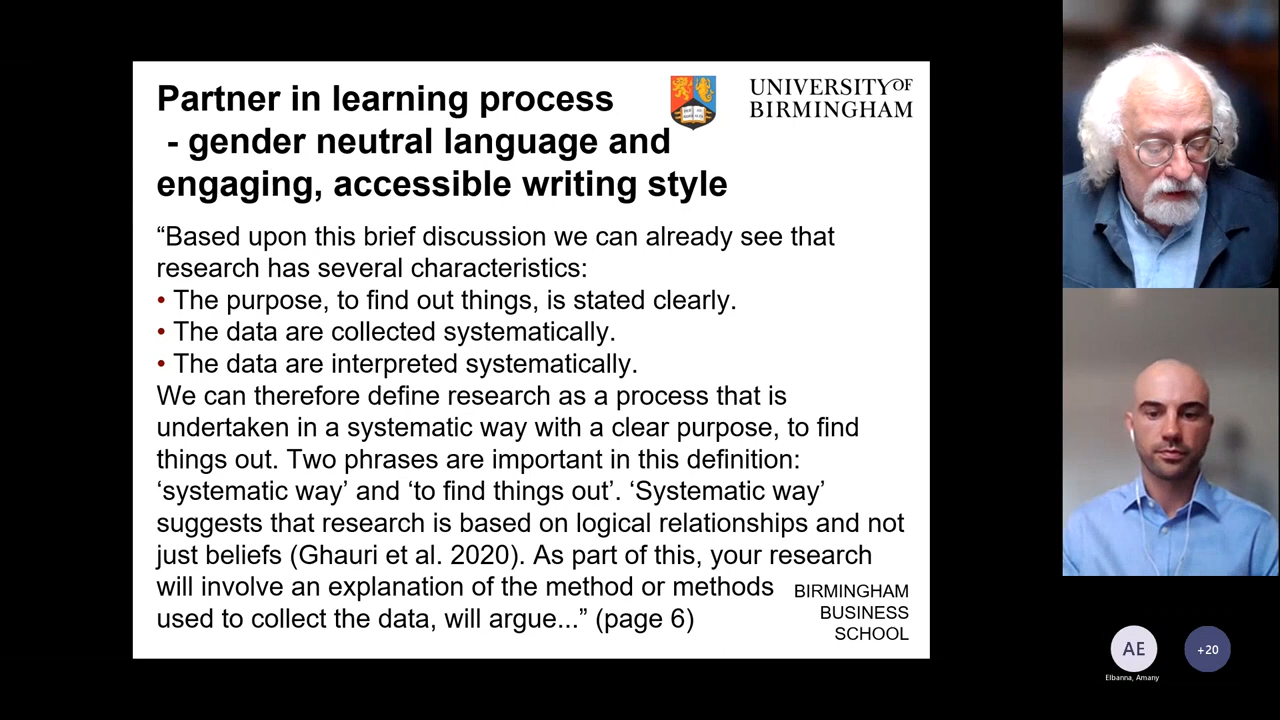 Partner in learning process
- gender neutral language and
engaging, accessible writing style
UNIVERSITY OF
BIRMINGHAM
“Based upon this brief discussion we can already see that
research has several characteristics:
• The purpose, to find out things, is stated clearly.
• The data are collected systematically.
• The data are interpreted systematically.
We can therefore define research as a process that is
undertaken in a systematic way with a clear purpose, to find
things out. Two phrases are important in this definition:
‘systematic way’ and ‘to find things out’. ‘Systematic way’
suggests that research is based on logical relationships and not
just beliefs (Ghauri et al. 2020). As part of this, your research
will involve an explanation of the method or methods
used to collect the data, will argue...” (page 6)
BIRMINGHAM
BUSINESS
SCHOOL
AE
+20
Elbanna, Amany